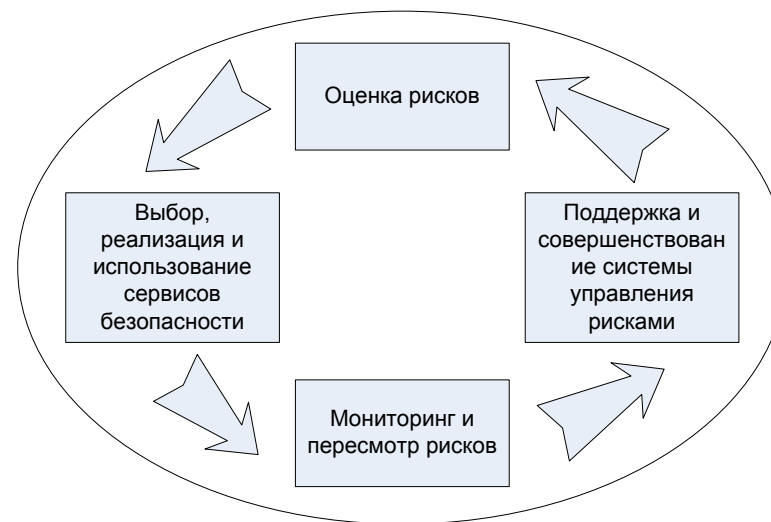 Оценка рисков
Выбор,
реализация и
использование
сервисов
безопасности
Поддержка и
совершенствован
ие системы
управления
рисками
Мониторинг и
пересмотр рисков